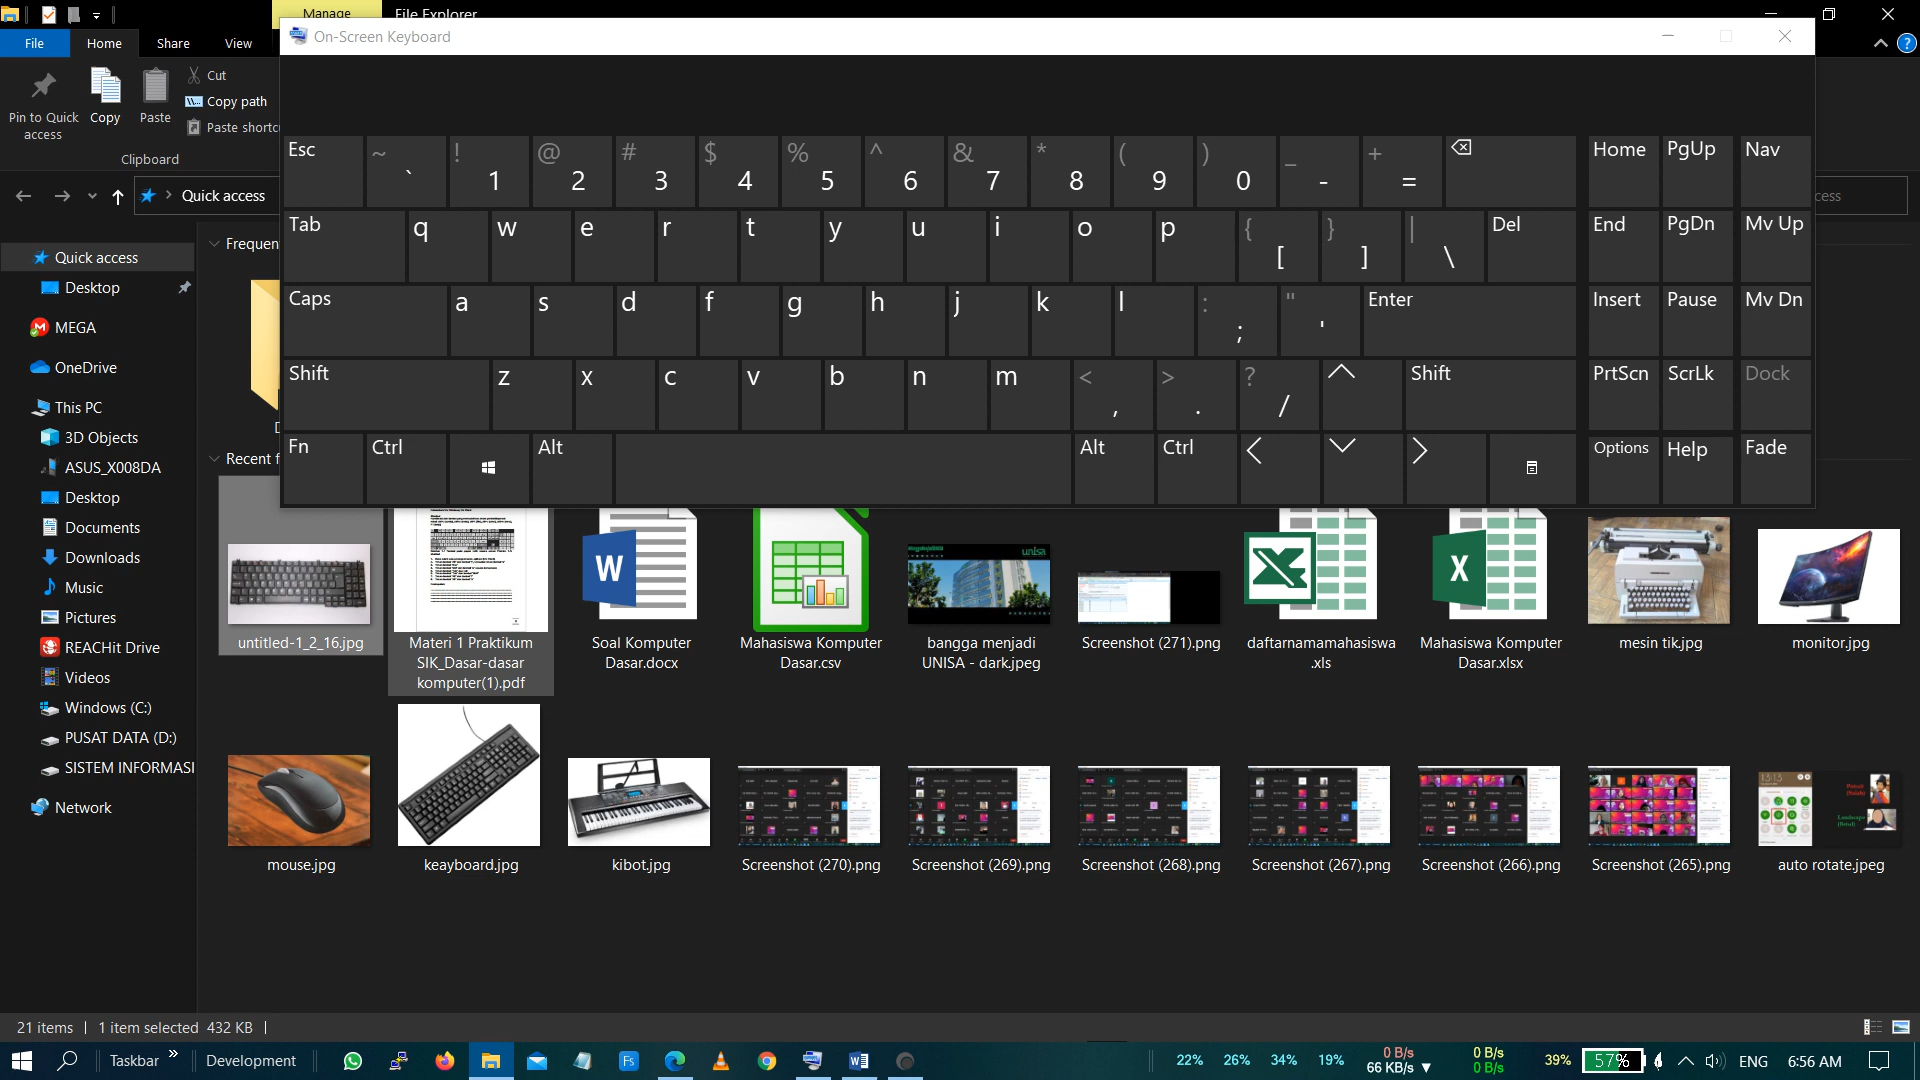 Manage
File Explorer
File
Home
Share
View
On-Screen Keyboard
Pin to Quick
access
Copy
Paste
Cut
Copy path
Paste shortc
Clipboard
Quick access
cess
Esc ~ ` ! 1 @ 2 # 3 $ 4 % 5 ^ 6 & 7 * 8 ( 9 ) 0 _ - + = Home PgUp Nav
Tab q w e r t y u i o p { [ } ] | \ Del End PgDn Mv Up
Caps a s d f g h j k l : ; " ' Enter Insert Pause Mv Dn
Shift z x c v b n m < , > . ? / Shift PrtScn ScrLk Dock
Fn Ctrl Alt Alt Ctrl Options Help Fade
Quick access
Desktop
MEGA
OneDrive
This PC
3D Objects
ASUS_X008DA
Desktop
Documents
Downloads
Music
Pictures
REACHit Drive
Videos
Windows (C:)
PUSAT DATA (D:)
SISTEM INFORMASI
Network
Frequen
Recent f
untitled-1_2_16.jpg
Materi 1 Praktikum
SIK_Dasar-dasar
komputer(1).pdf
Soal Komputer
Dasar.docx
Mahasiswa Komputer
Dasar.csv
bangga menjadi
UNISA - dark.jpeg
Screenshot (271).png
daftarnamamahasiswa
.xls
Mahasiswa Komputer
Dasar.xlsx
mesin tik.jpg
monitor.jpg
mouse.jpg
keayboard.jpg
kibot.jpg
Screenshot (270).png
Screenshot (269).png
Screenshot (268).png
Screenshot (267).png
Screenshot (266).png
Screenshot (265).png
auto rotate.jpeg
21 items
1 item selected 432 KB
Taskbar
Development
22% 26% 34% 19%
0 B/s
66 KB/s
0 B/s
0 B/s
39%
57%
ENG
6:56 AM